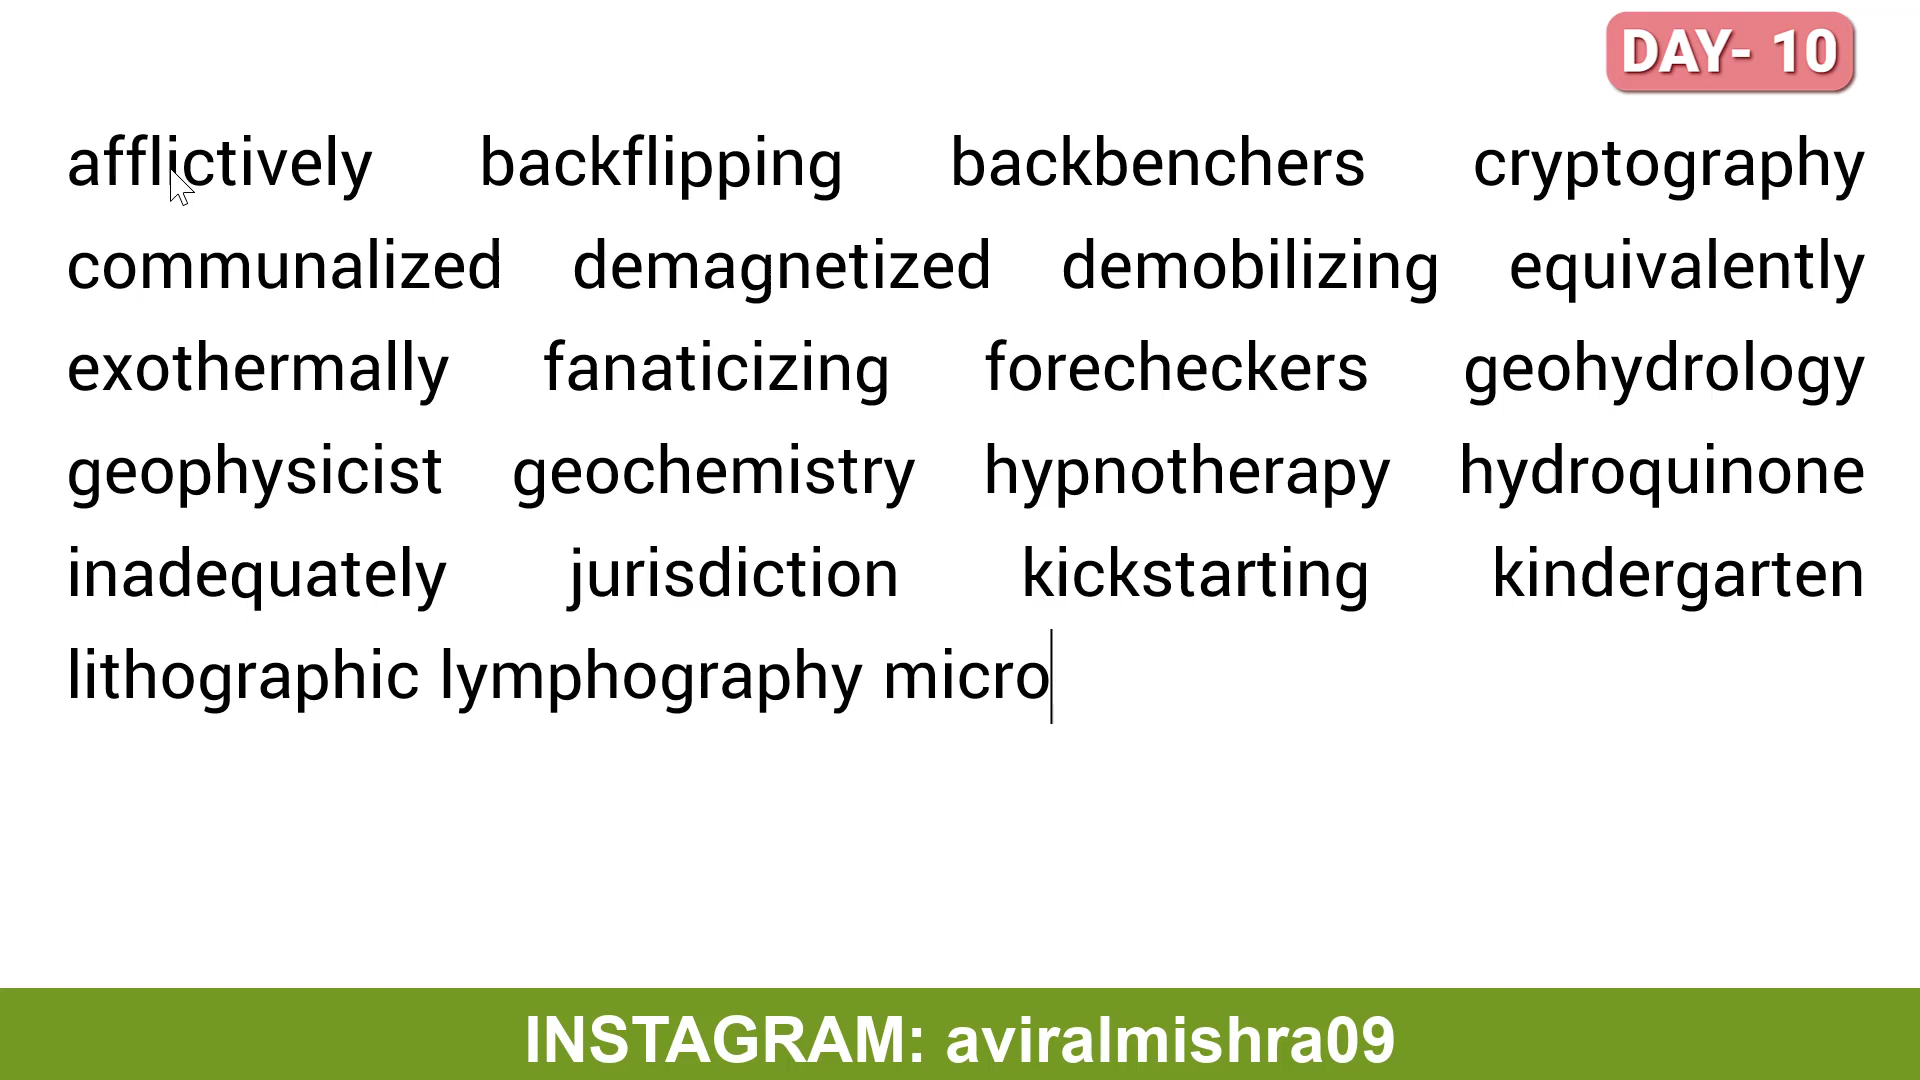 DAY- 10
afflictively backflipping backbenchers cryptography
communalized demagnetized demobilizing equivalently
exothermally fanaticizing forecheckers geohydrology
geophysicist geochemistry hypnotherapy hydroquinone
inadequately jurisdiction kickstarting kindergarten
lithographic lymphography micro
INSTAGRAM: aviralmishra09